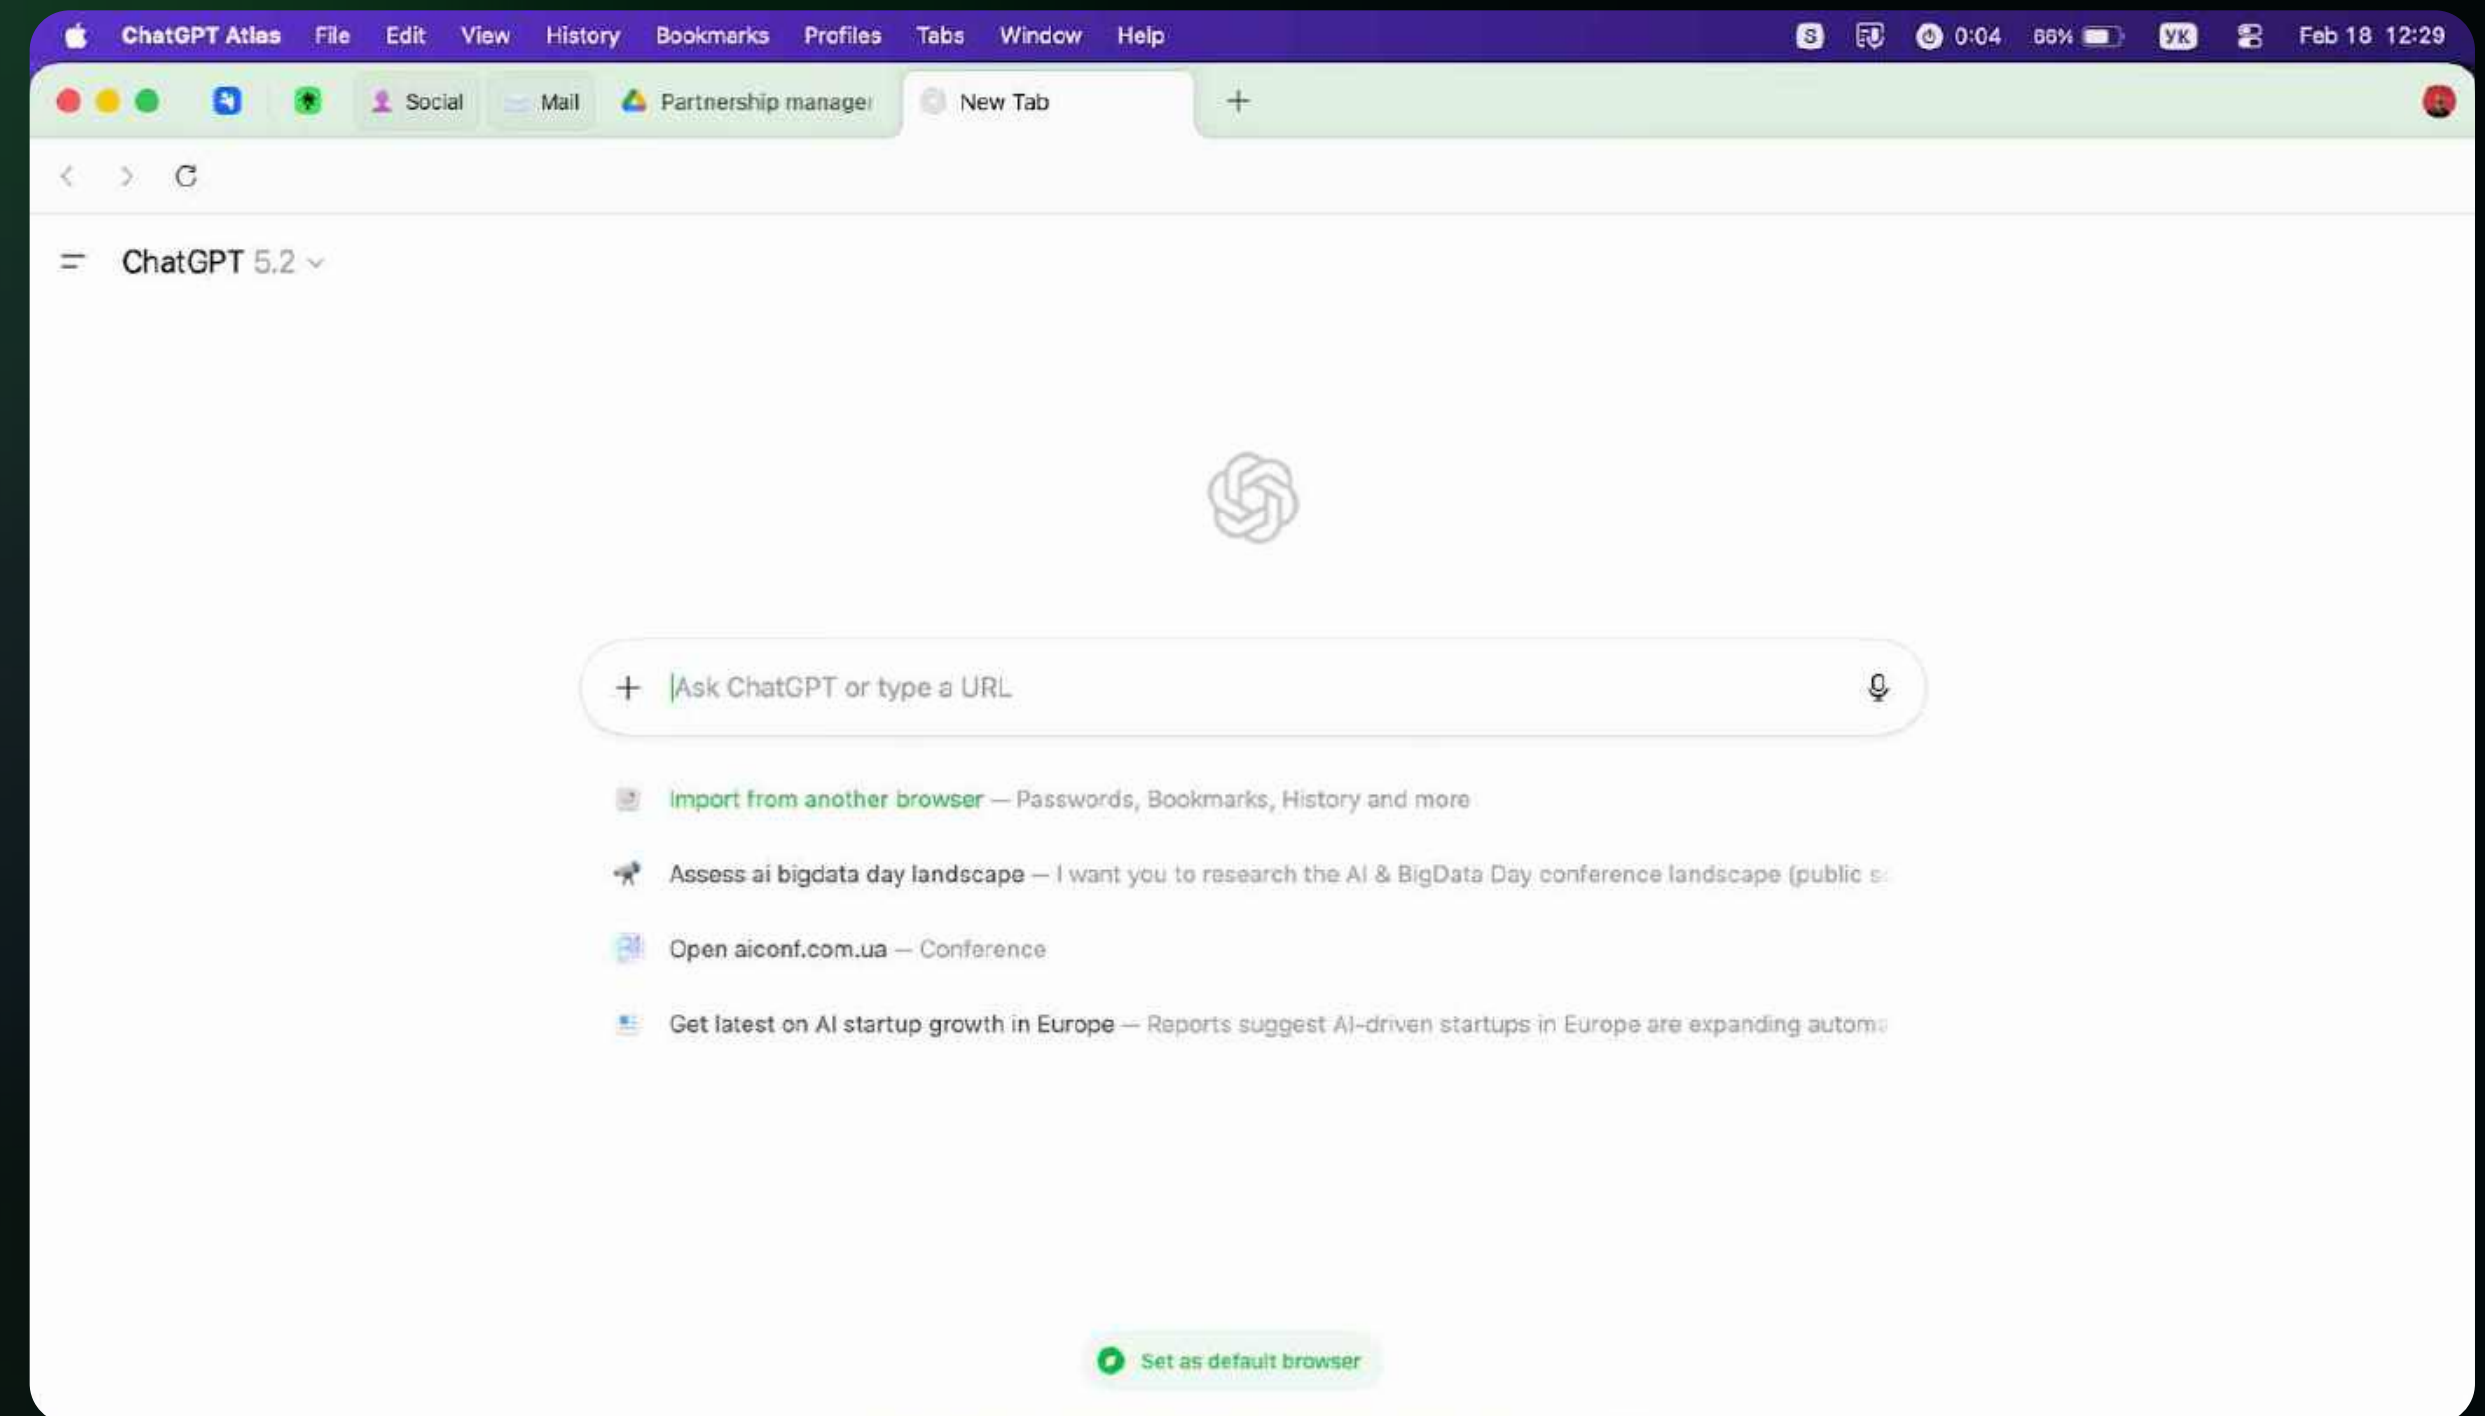 ChatGPT Atlas File Edit View History Bookmarks Profiles Tabs Window Help S 0:04 66% УК Feb 18 12:29
Social Mail Partnership manager New Tab
ChatGPT 5.2
Ask ChatGPT or type a URL
Import from another browser — Passwords, Bookmarks, History and more
Assess ai bigdata day landscape — I want you to research the AI & BigData Day conference landscape (public s
Open aiconf.com.ua — Conference
Get latest on AI startup growth in Europe — Reports suggest AI-driven startups in Europe are expanding autom
Set as default browser